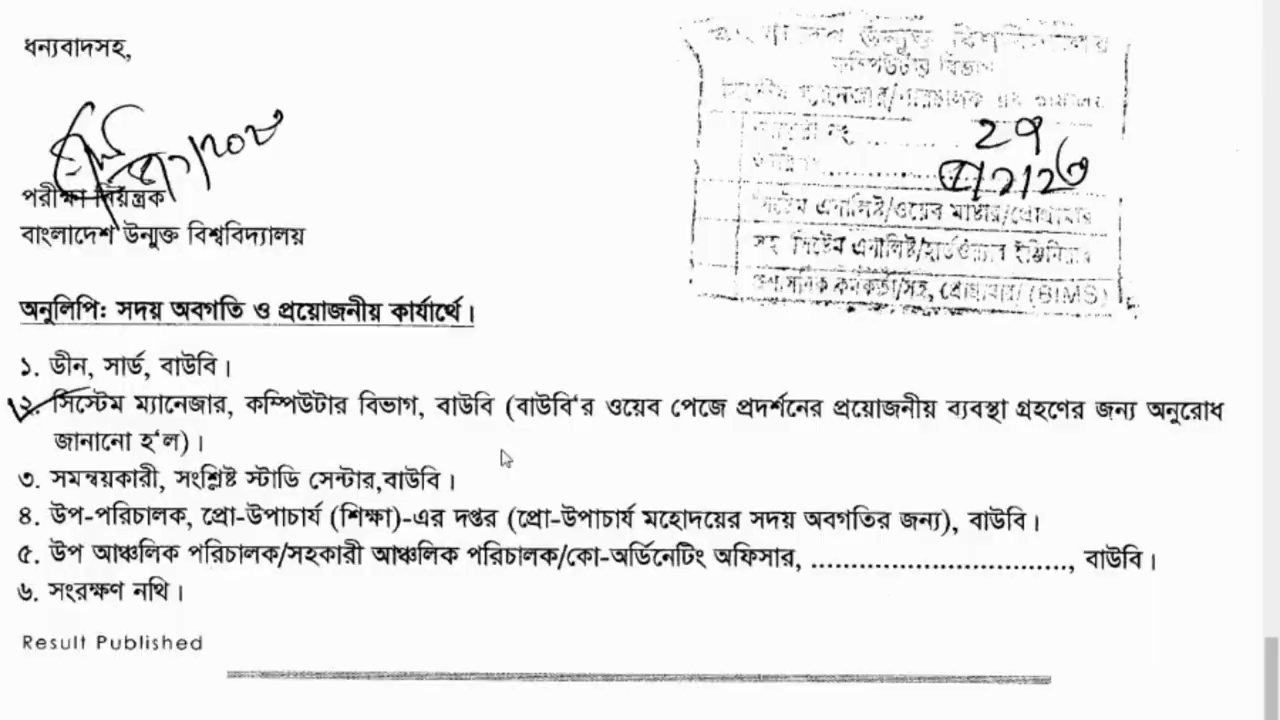 ধন্যবাদসহ,
পরীক্ষা নিয়ন্ত্রক
বাংলাদেশ উন্মুক্ত বিশ্ববিদ্যালয়
বাংলাদেশ উন্মুক্ত বিশ্ববিদ্যালয়
কম্পিউটার বিভাগ
২৭
সিস্টেম এনালিষ্ট/ওয়েব মাষ্টার/প্রোগ্রামার
সহ সিষ্টেম এনালিষ্ট/হার্ডওয়্যার ইঞ্জিনিয়ার
(BIMS)
অনুলিপিঃ সদয় অবগতি ও প্রয়োজনীয় কার্যার্থে।
১. ডীন, সার্ড, বাউবি।
২. সিস্টেম ম্যানেজার, কম্পিউটার বিভাগ, বাউবি (বাউবি'র ওয়েব পেজে প্রদর্শনের প্রয়োজনীয় ব্যবস্থা গ্রহণের জন্য অনুরোধ
জানানো হ'ল)।
৩. সমন্বয়কারী, সংশ্লিষ্ট স্টাডি সেন্টার,বাউবি।
৪. উপ-পরিচালক, প্রো-উপাচার্য (শিক্ষা)-এর দপ্তর (প্রো-উপাচার্য মহোদয়ের সদয় অবগতির জন্য), বাউবি।
৫. উপ আঞ্চলিক পরিচালক/সহকারী আঞ্চলিক পরিচালক/কো-অর্ডিনেটিং অফিসার, ................................, বাউবি।
৬. সংরক্ষণ নথি।
Result Published